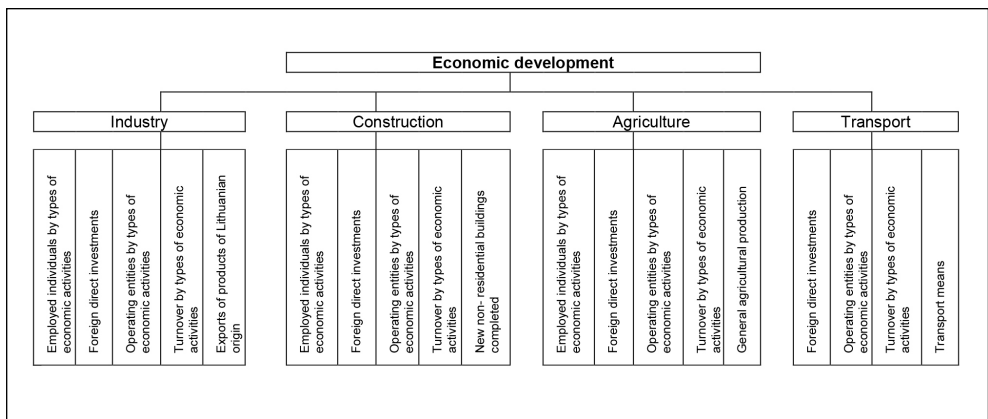 Economic development
Industry
Construction
Agriculture
Transport
Employed individuals by types of
economic activities
Foreign direct investments
Operating entities by types of
economic activities
Turnover by types of economic
activities
Exports of products of Lithuanian
origin
Employed individuals by types of
economic activities
Foreign direct investments
Operating entities by types of
economic activities
Turnover by types of economic
activities
New non- residential buildings
completed
Employed individuals by types of
economic activities
Foreign direct investments
Operating entities by types of
economic activities
Turnover by types of economic
activities
General agricultural production
Foreign direct investments
Operating entities by types of
economic activities
Turnover by types of economic
activities
Transport means